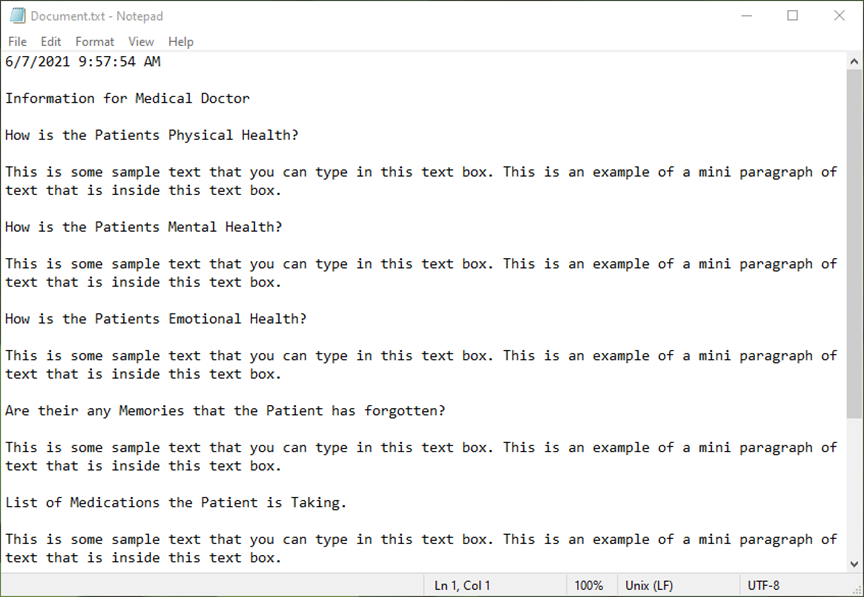 Document.txt - Notepad
File Edit Format View Help
6/7/2021 9:57:54 AM
Information for Medical Doctor
How is the Patients Physical Health?
This is some sample text that you can type in this text box. This is an example of a mini paragraph of
text that is inside this text box.
How is the Patients Mental Health?
This is some sample text that you can type in this text box. This is an example of a mini paragraph of
text that is inside this text box.
How is the Patients Emotional Health?
This is some sample text that you can type in this text box. This is an example of a mini paragraph of
text that is inside this text box.
Are their any Memories that the Patient has forgotten?
This is some sample text that you can type in this text box. This is an example of a mini paragraph of
text that is inside this text box.
List of Medications the Patient is Taking.
This is some sample text that you can type in this text box. This is an example of a mini paragraph of
text that is inside this text box.
Ln 1, Col 1 100% Unix (LF) UTF-8